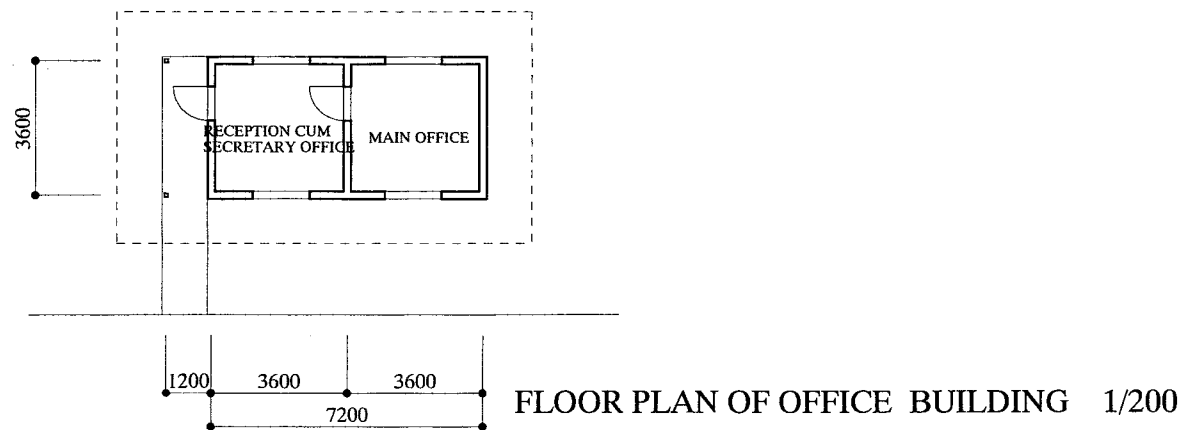 3600
RECEPTION CUM
SECRETARY OFFICE
MAIN OFFICE
1200
3600
3600
7200
FLOOR PLAN OF OFFICE BUILDING 1/200